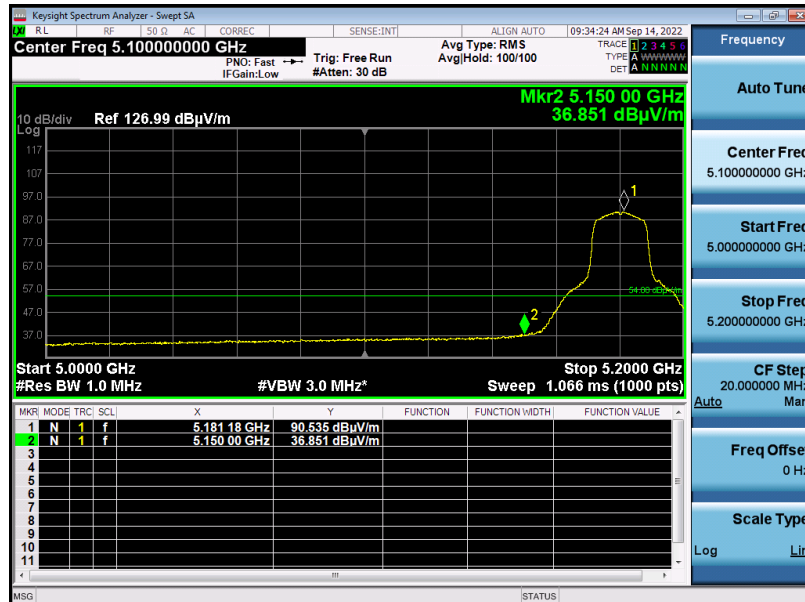 Keysight Spectrum Analyzer - Swept SA
LXI RL RF 50 Ω AC CORREC SENSE:INT ALIGN AUTO 09:34:24 AM Sep 14, 2022
Center Freq 5.100000000 GHz
PNO: Fast
IFGain:Low
Trig: Free Run
#Atten: 30 dB
Avg Type: RMS
Avg|Hold: 100/100
TRACE 1 2 3 4 5 6
TYPE A WWWWW
DET A N N N N N
Mkr2 5.150 00 GHz
36.851 dBµV/m
10 dB/div Ref 126.99 dBµV/m
Log
117
107
97.0
87.0
77.0
67.0
57.0
47.0
37.0
1
2
54.00 dBµV/m
Start 5.0000 GHz Stop 5.2000 GHz
#Res BW 1.0 MHz #VBW 3.0 MHz* Sweep 1.066 ms (1000 pts)
MKR MODE TRC SCL X Y FUNCTION FUNCTION WIDTH FUNCTION VALUE
1 N 1 f 5.181 18 GHz 90.535 dBµV/m
2 N 1 f 5.150 00 GHz 36.851 dBµV/m
3
4
5
6
7
8
9
10
11
MSG STATUS
Frequency
Auto Tune
Center Freq
5.100000000 GHz
Start Freq
5.000000000 GHz
Stop Freq
5.200000000 GHz
CF Step
20.000000 MHz
Auto Man
Freq Offset
0 Hz
Scale Type
Log Lin